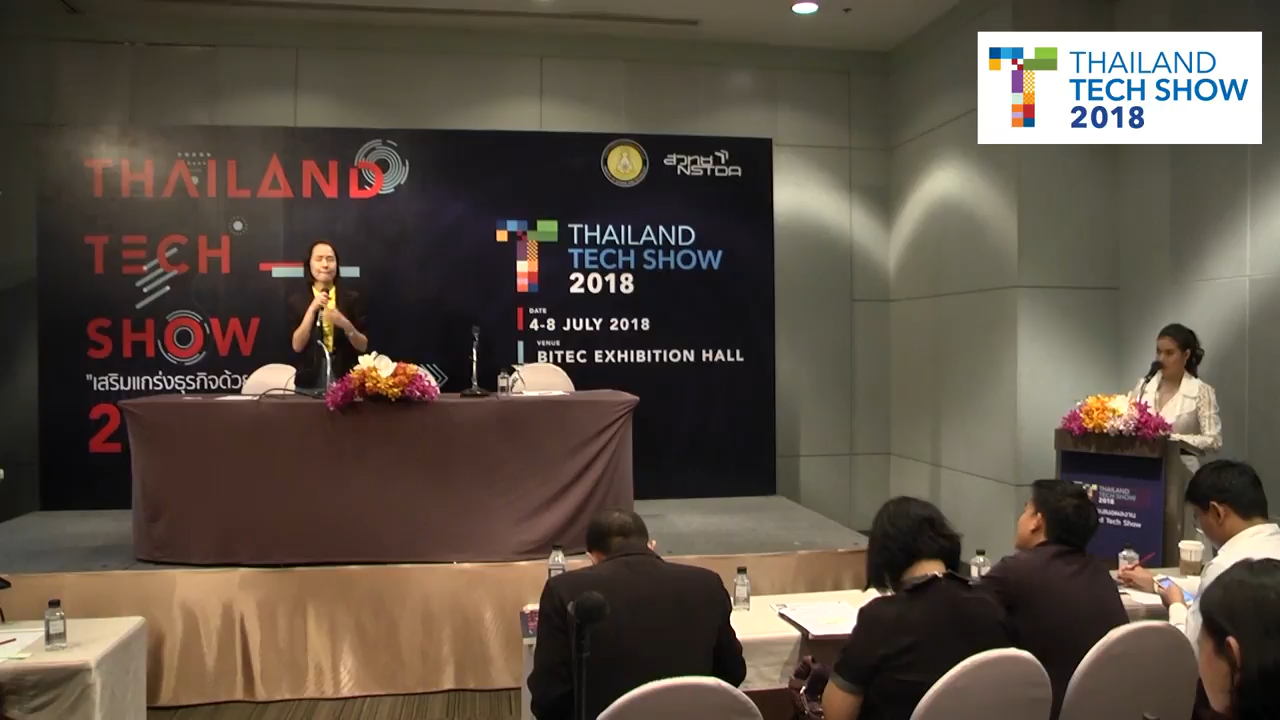 THAILAND
TECH SHOW
2018
THAILAND
TECH
SHOW
"เสริมแกร่งธุรกิจด้วย
2
สวทช
NSTDA
THAILAND
TECH SHOW
2018
DATE
4-8 JULY 2018
VENUE
BITEC EXHIBITION HALL
THAILAND
TECH SHOW
2018
Tech Show